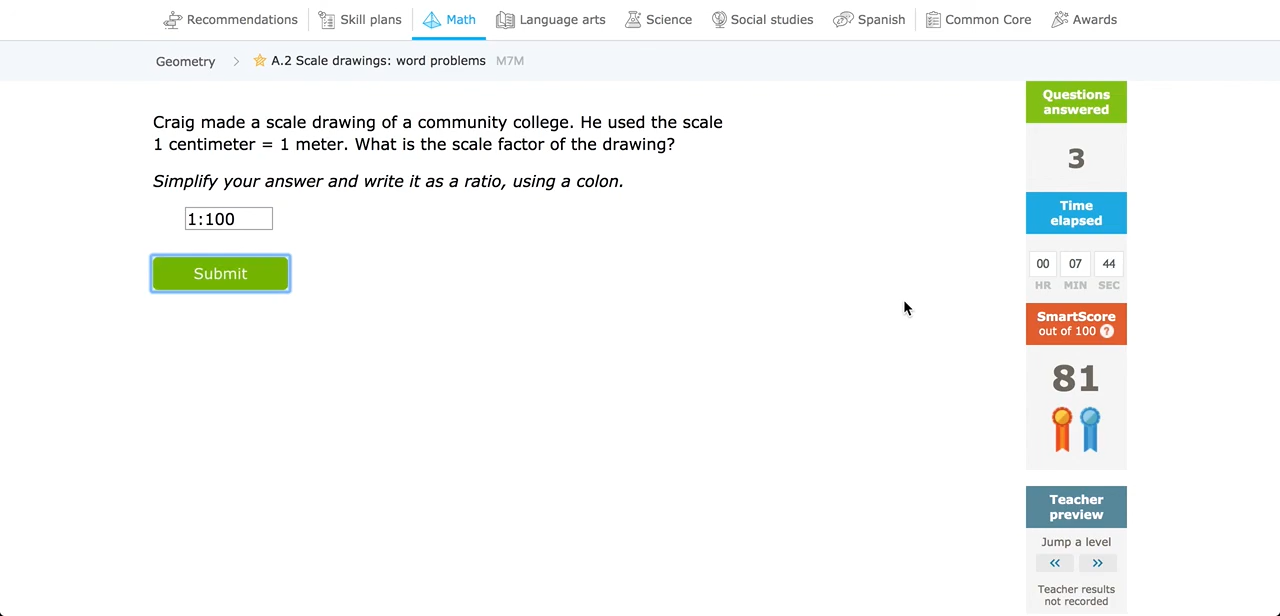 Recommendations Skill plans Math Language arts Science Social studies Spanish Common Core Awards
Geometry > A.2 Scale drawings: word problems M7M
Craig made a scale drawing of a community college. He used the scale
1 centimeter = 1 meter. What is the scale factor of the drawing?
Simplify your answer and write it as a ratio, using a colon.
1:100
Submit
Questions
answered
3
Time
elapsed
00 07 44
HR MIN SEC
SmartScore
out of 100 ?
81
Teacher
preview
Jump a level
« »
Teacher results
not recorded